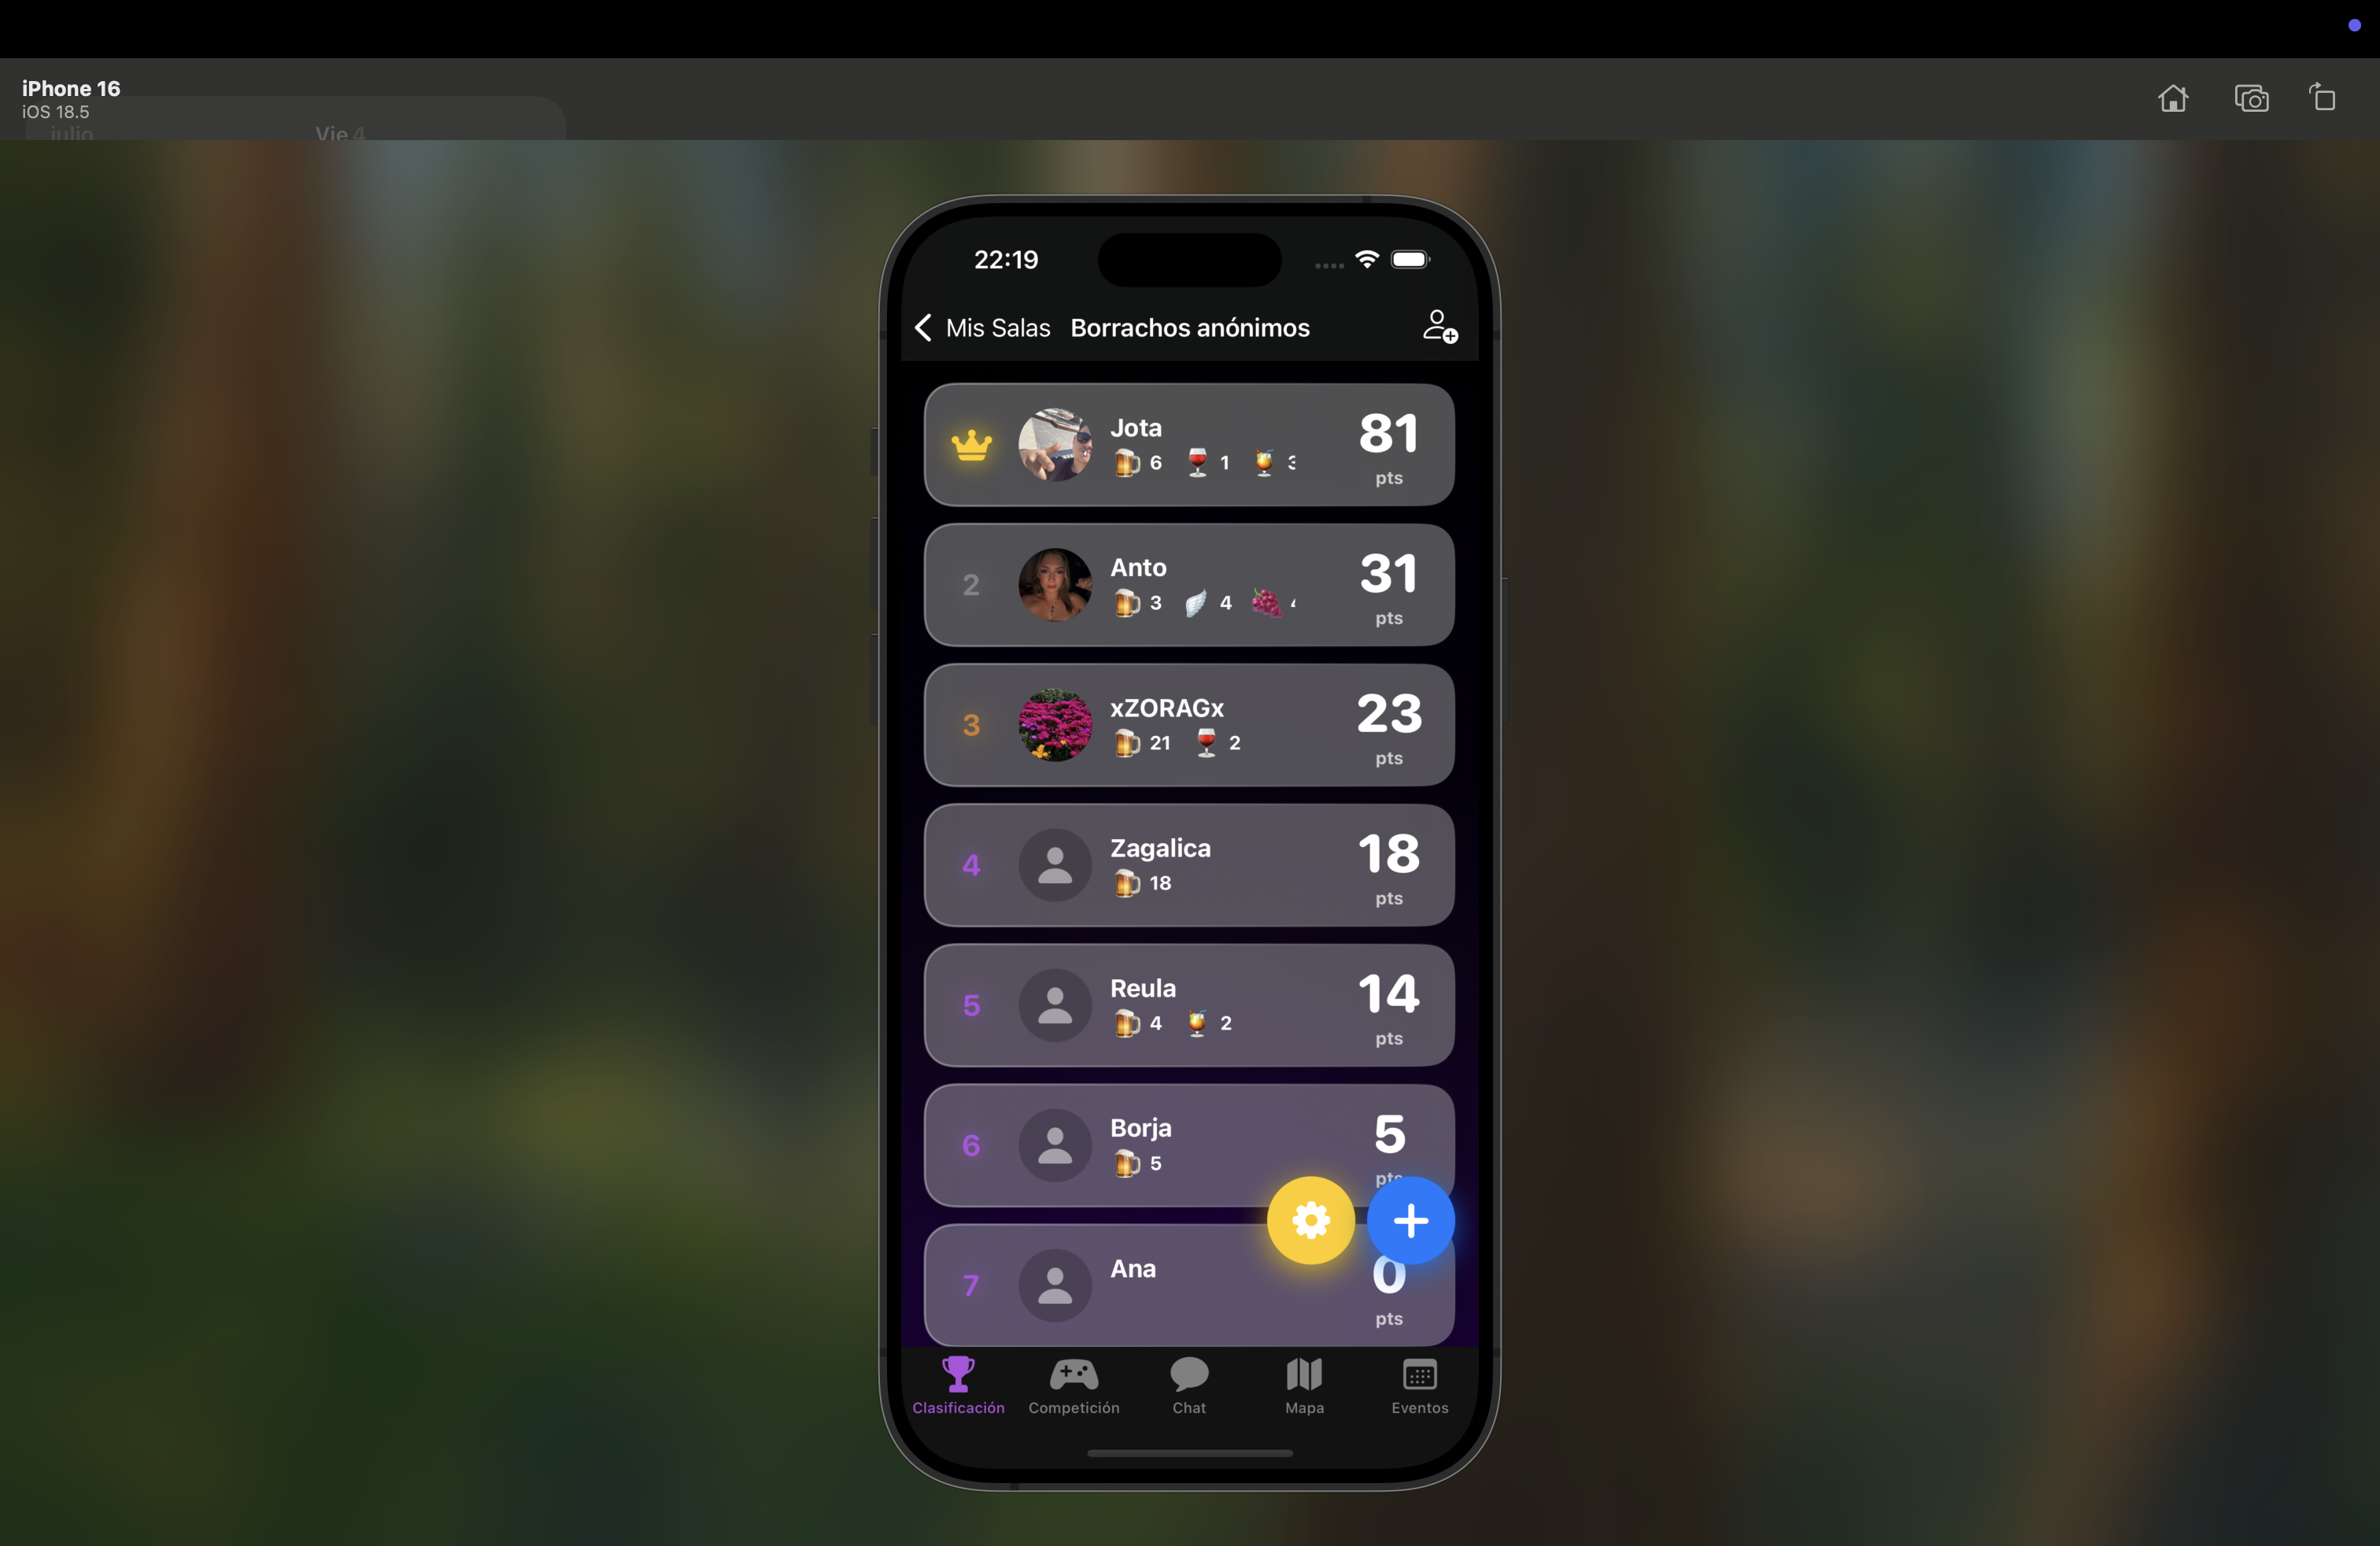 iPhone 16
iOS 18.5
julio
Vie 4
22:19
Mis Salas
Borrachos anónimos
Jota
6 1 3
81
pts
2
Anto
3 4
31
pts
3
xZORAGx
21 2
23
pts
4
Zagalica
18
18
pts
5
Reula
4 2
14
pts
6
Borja
5
5
pts
7
Ana
0
pts
Clasificación
Competición
Chat
Mapa
Eventos